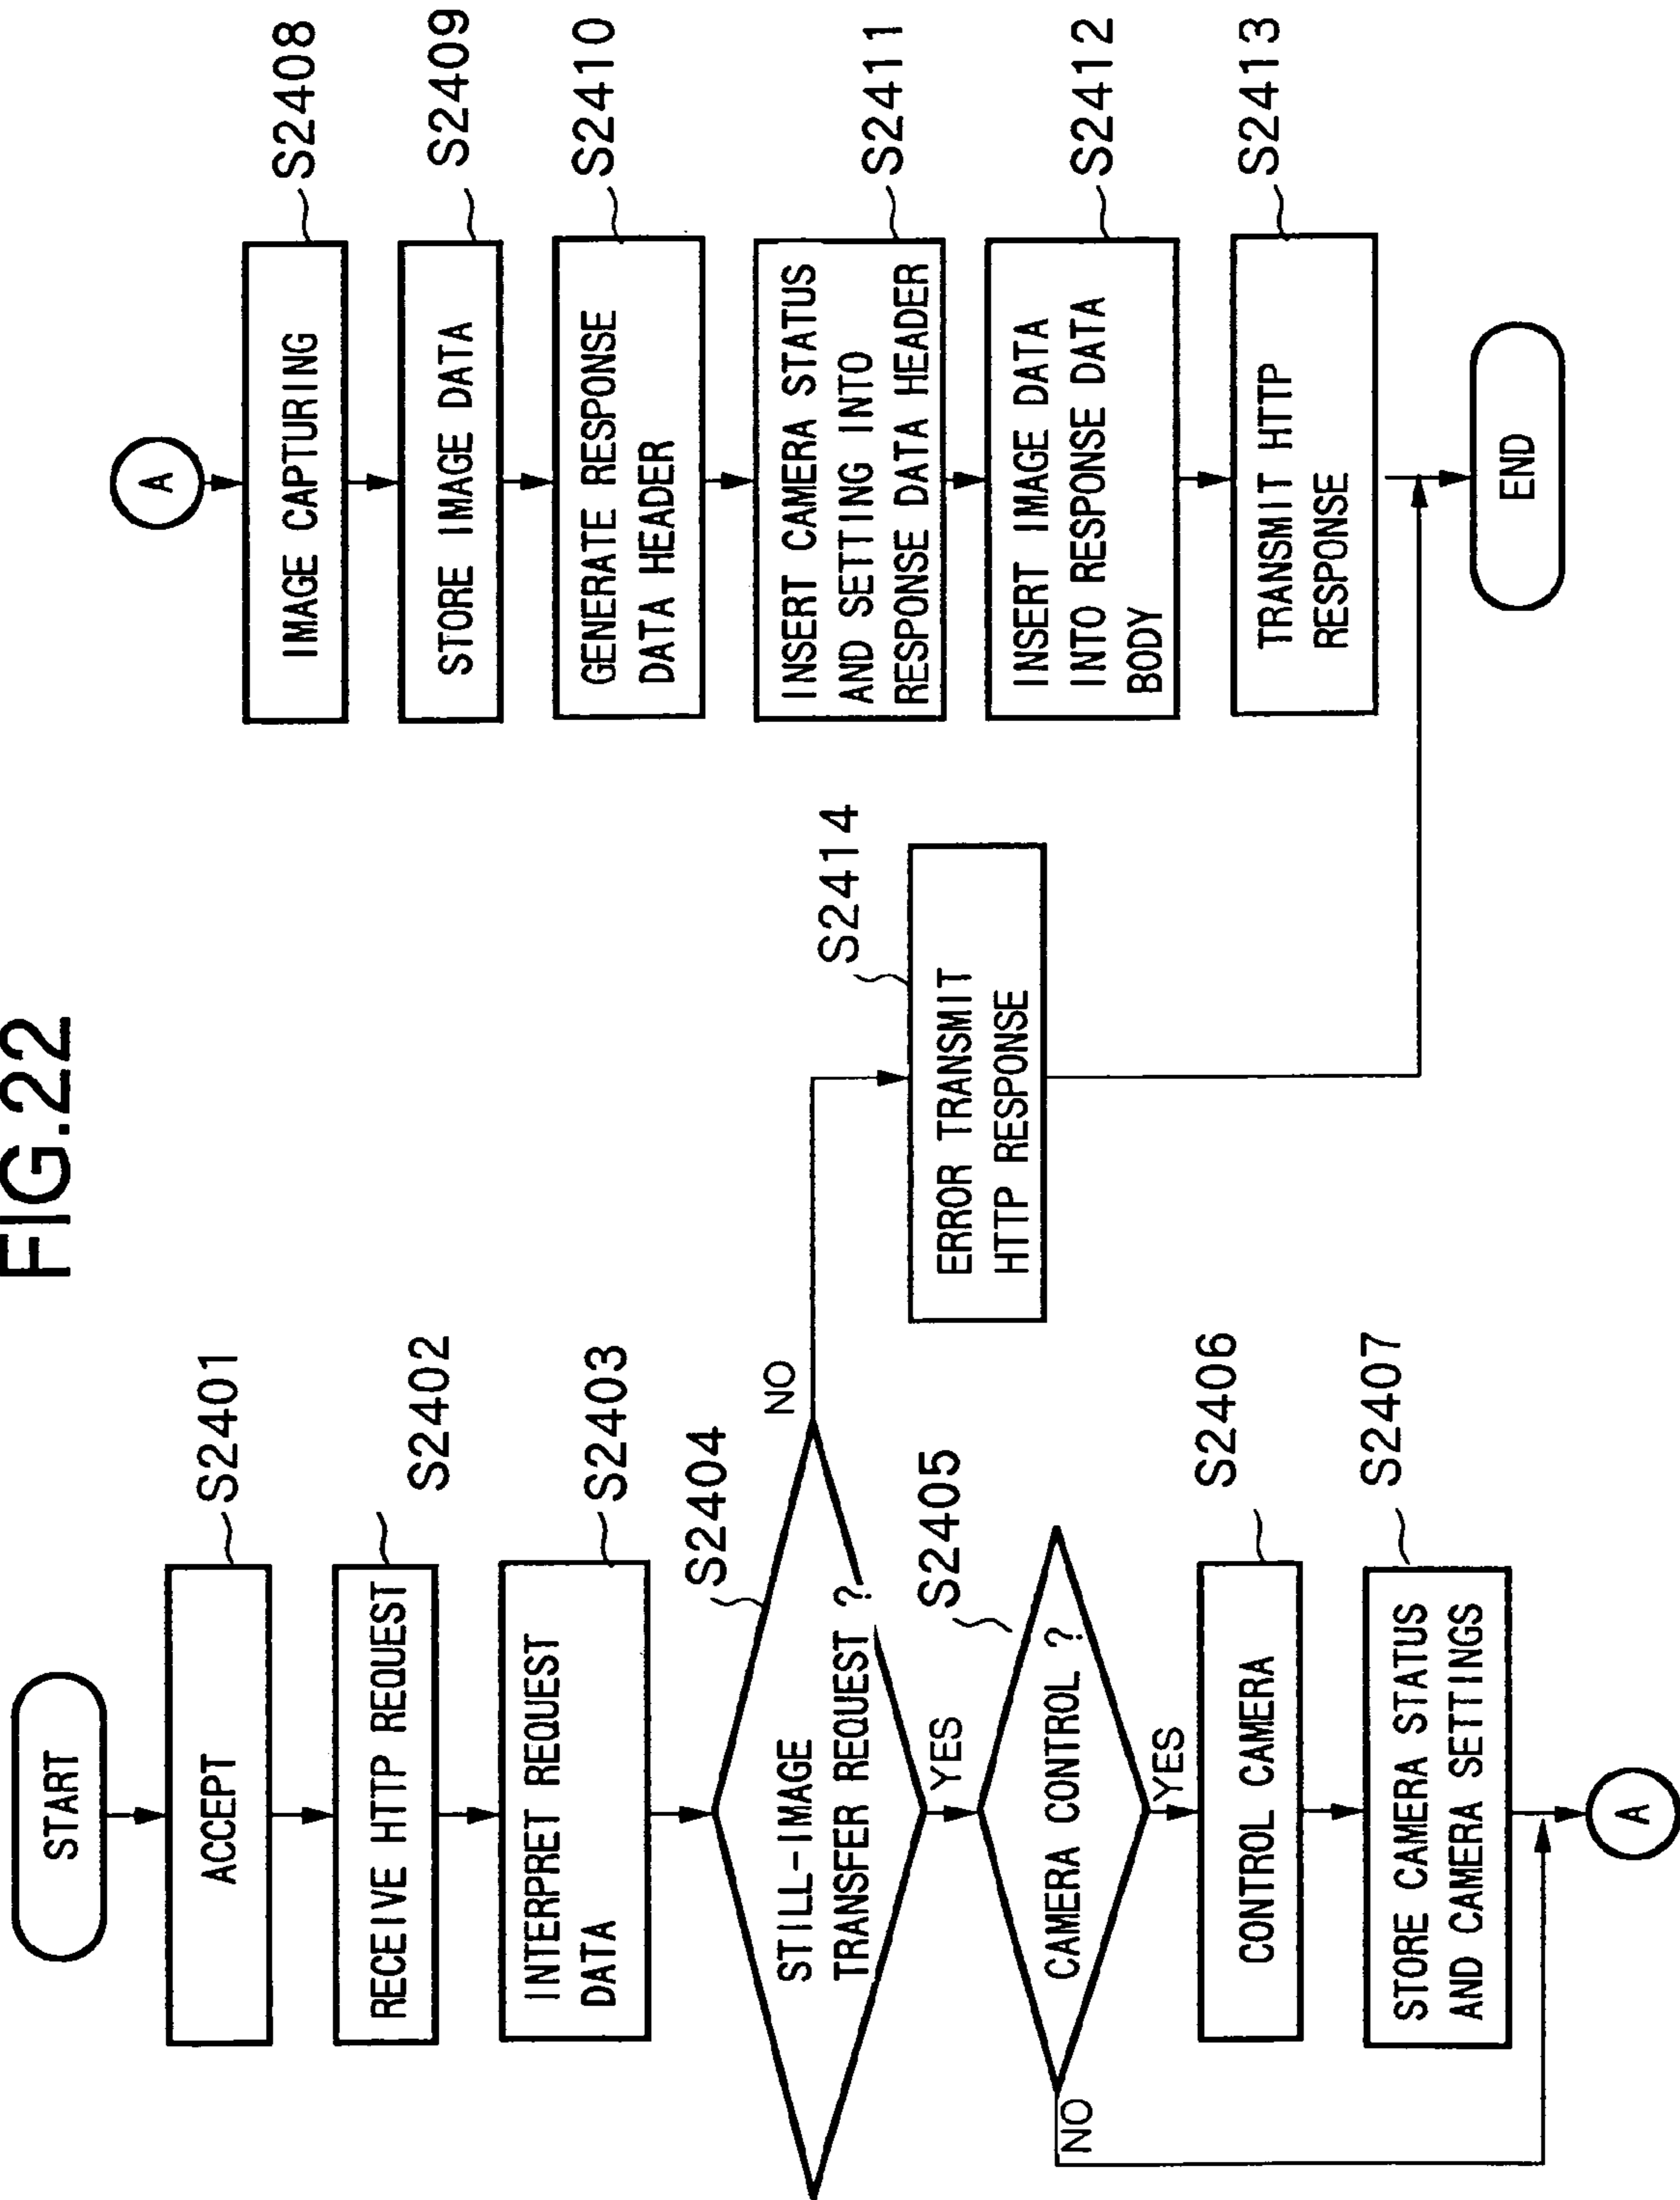 FIG.22
START
ACCEPT
S2401
RECEIVE HTTP REQUEST
S2402
INTERPRET REQUEST
DATA
S2403
STILL-IMAGE
TRANSFER REQUEST ?
S2404
NO
YES
CAMERA CONTROL ?
S2405
NO
YES
CONTROL CAMERA
S2406
STORE CAMERA STATUS
AND CAMERA SETTINGS
S2407
A
ERROR TRANSMIT
HTTP RESPONSE
S2414
A
IMAGE CAPTURING
S2408
STORE IMAGE DATA
S2409
GENERATE RESPONSE
DATA HEADER
S2410
INSERT CAMERA STATUS
AND SETTING INTO
RESPONSE DATA HEADER
S2411
INSERT IMAGE DATA
INTO RESPONSE DATA
BODY
S2412
TRANSMIT HTTP
RESPONSE
S2413
END